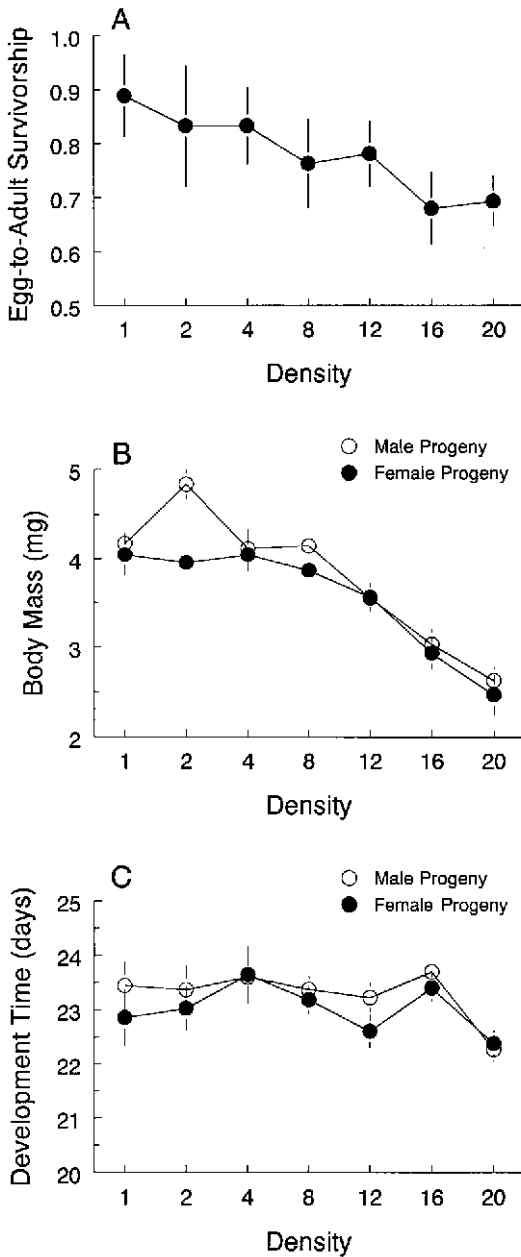 A
Egg-to-Adult Survivorship
1.0
0.9
0.8
0.7
0.6
0.5
1 2 4 8 12 16 20
Density
B
Male Progeny
Female Progeny
Body Mass (mg)
5
4
3
2
1 2 4 8 12 16 20
Density
C
Male Progeny
Female Progeny
Development Time (days)
25
24
23
22
21
20
1 2 4 8 12 16 20
Density